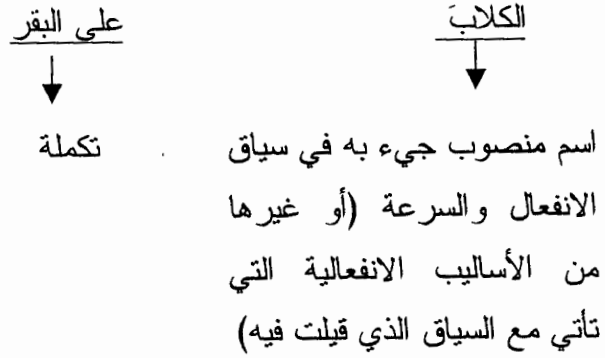 الكلابَ على البقر
اسم منصوب جيء به في سياق تكملة
الانفعال والسرعة (أو غيرها
من الأساليب الانفعالية التي
تأتي مع السياق الذي قيلت فيه)